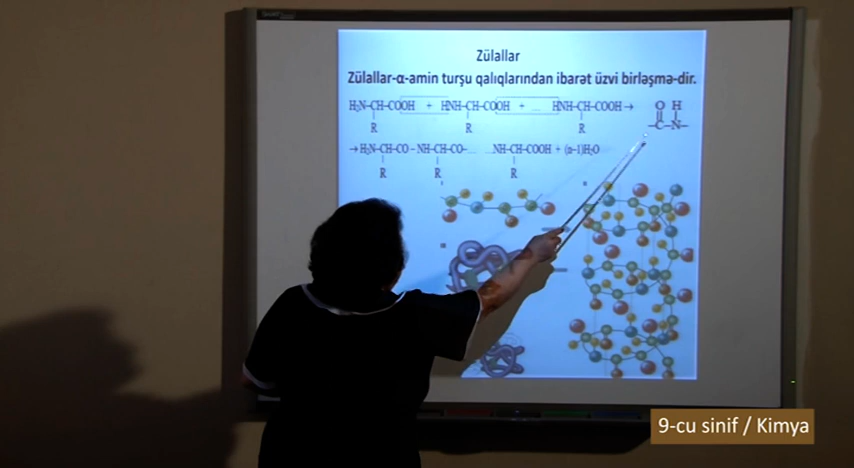 Zülallar
Zülallar-α-amin turşu qalıqlarından ibarət üzvi birləşmə-dir.
H₂N–CH–COOH + HNH–CH–COOH + ... HNH–CH–COOH →
R R R
O H
–C–N–
→ H₂N–CH–CO – NH–CH–CO–... ...NH–CH–COOH + (n–1)H₂O
R R R
9-cu sinif / Kimya